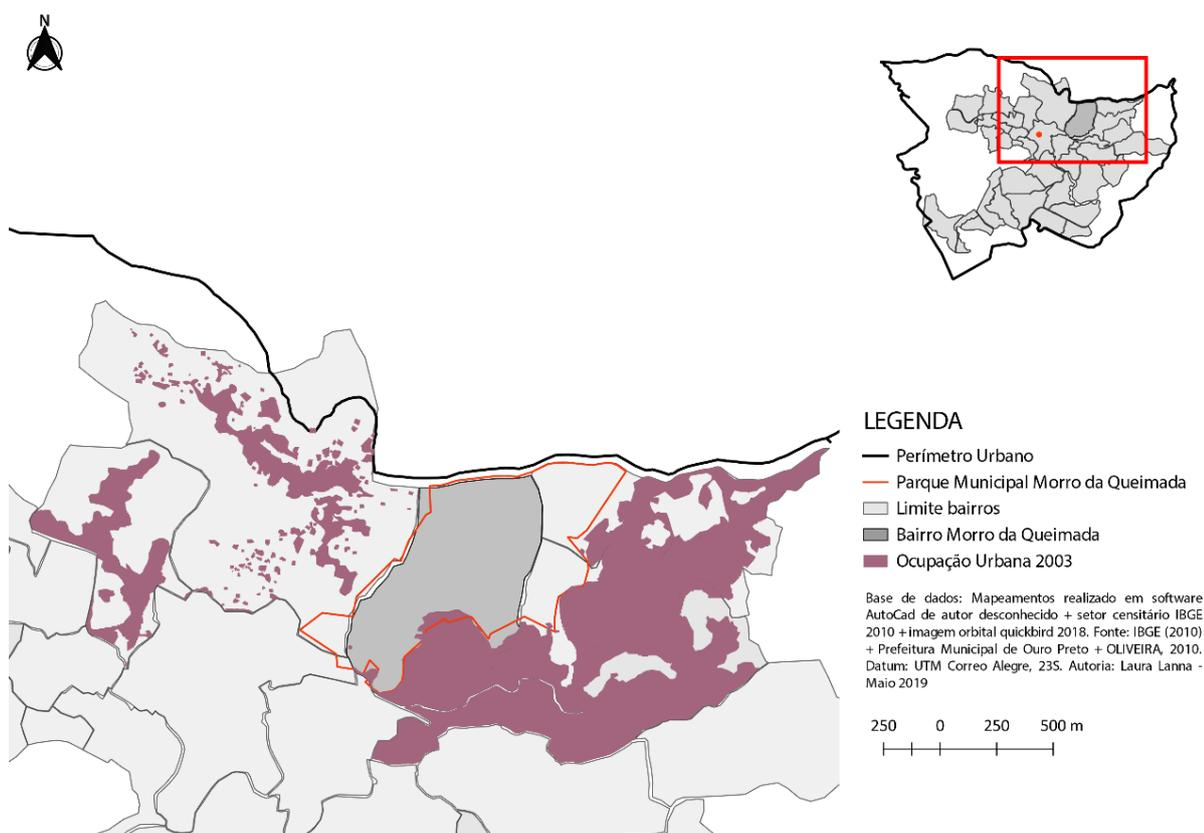 N
LEGENDA
Perímetro Urbano
Parque Municipal Morro da Queimada
Limite bairros
Bairro Morro da Queimada
Ocupação Urbana 2003
Base de dados: Mapeamentos realizado em software
AutoCad de autor desconhecido + setor censitário IBGE
2010 +imagem orbital quickbird 2018. Fonte: IBGE (2010)
+ Prefeitura Municipal de Ouro Preto + OLIVEIRA, 2010.
Datum: UTM Correo Alegre, 23S. Autoria: Laura Lanna -
Maio 2019
250 0 250 500 m